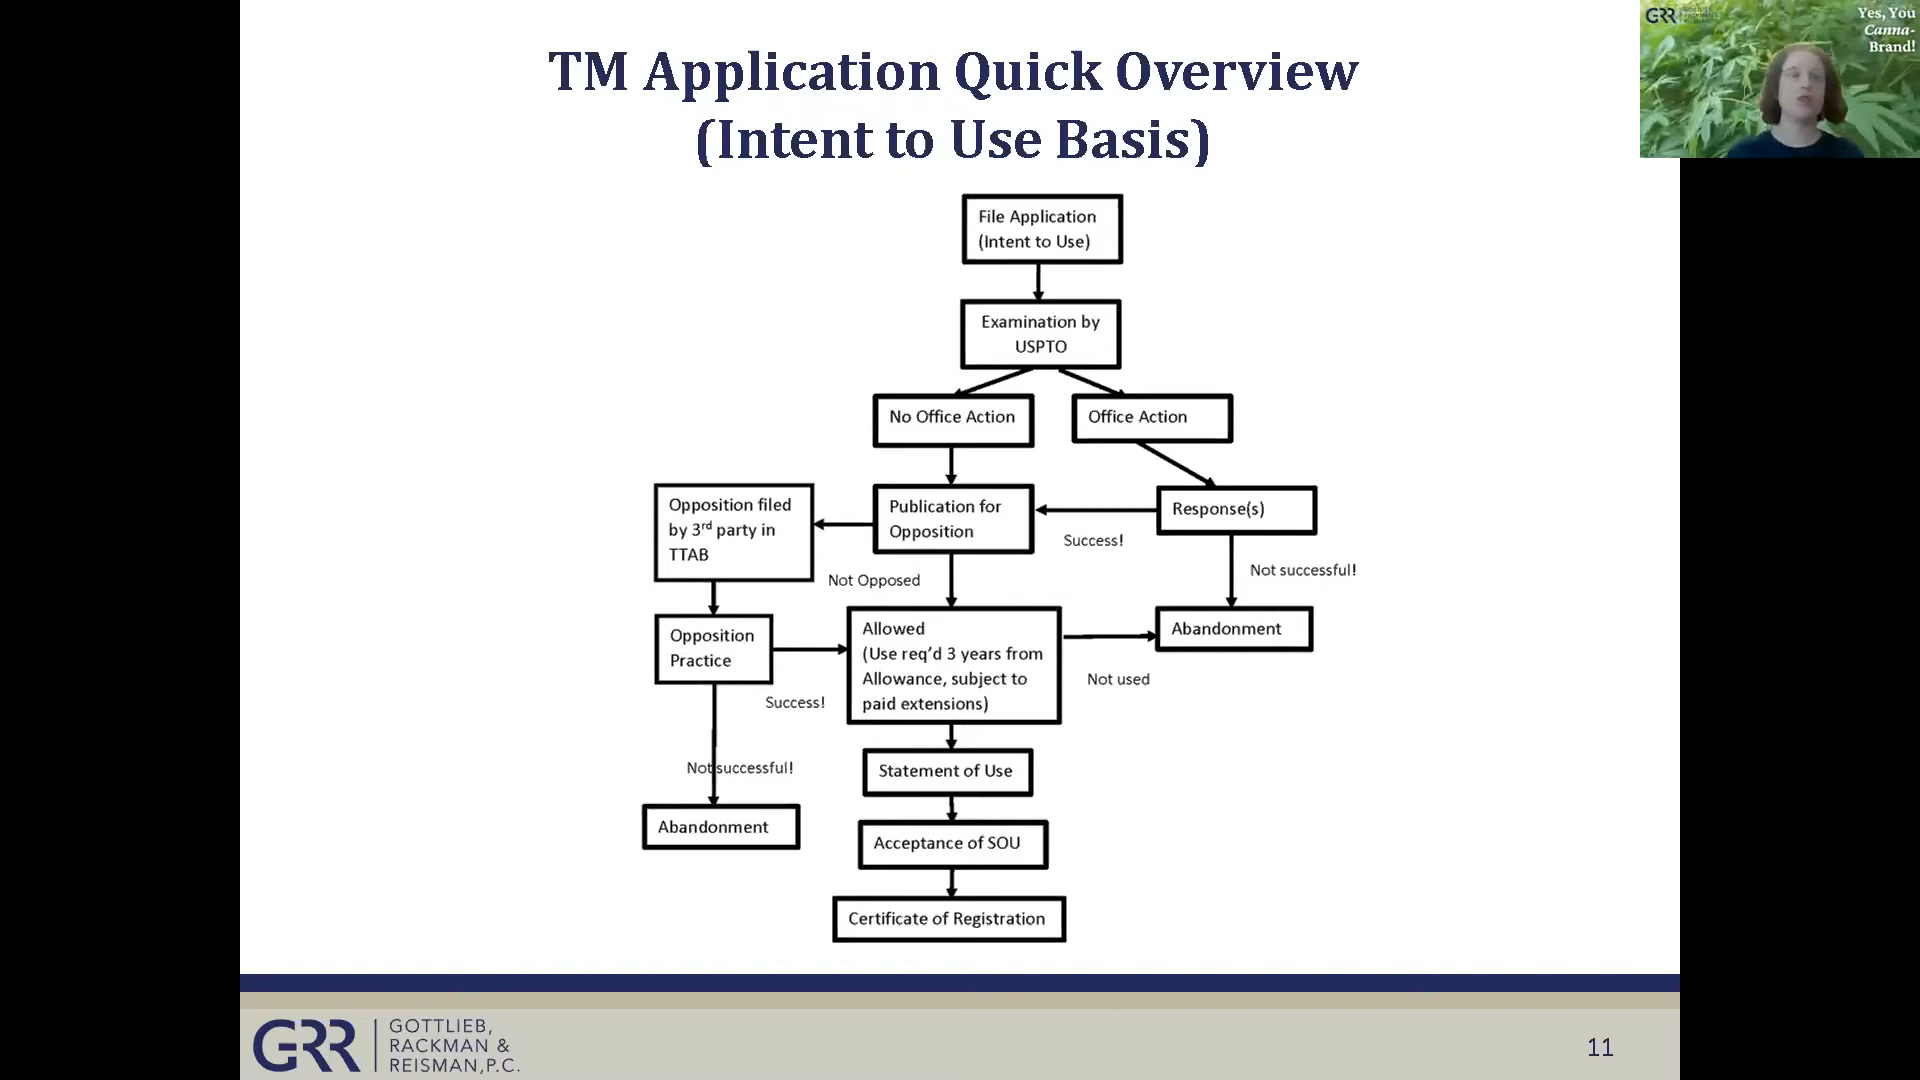 TM Application Quick Overview
(Intent to Use Basis)
GRR
Yes, You
Canna-
Brand!
File Application
(Intent to Use)
Examination by
USPTO
No Office Action
Office Action
Opposition filed
by 3rd party in
TTAB
Publication for
Opposition
Response(s)
Success!
Not Opposed
Not successful!
Opposition
Practice
Allowed
(Use req’d 3 years from
Allowance, subject to
paid extensions)
Abandonment
Not used
Success!
Not successful!
Statement of Use
Abandonment
Acceptance of SOU
Certificate of Registration
GRR
GOTTLIEB,
RACKMAN &
REISMAN,P.C.
11